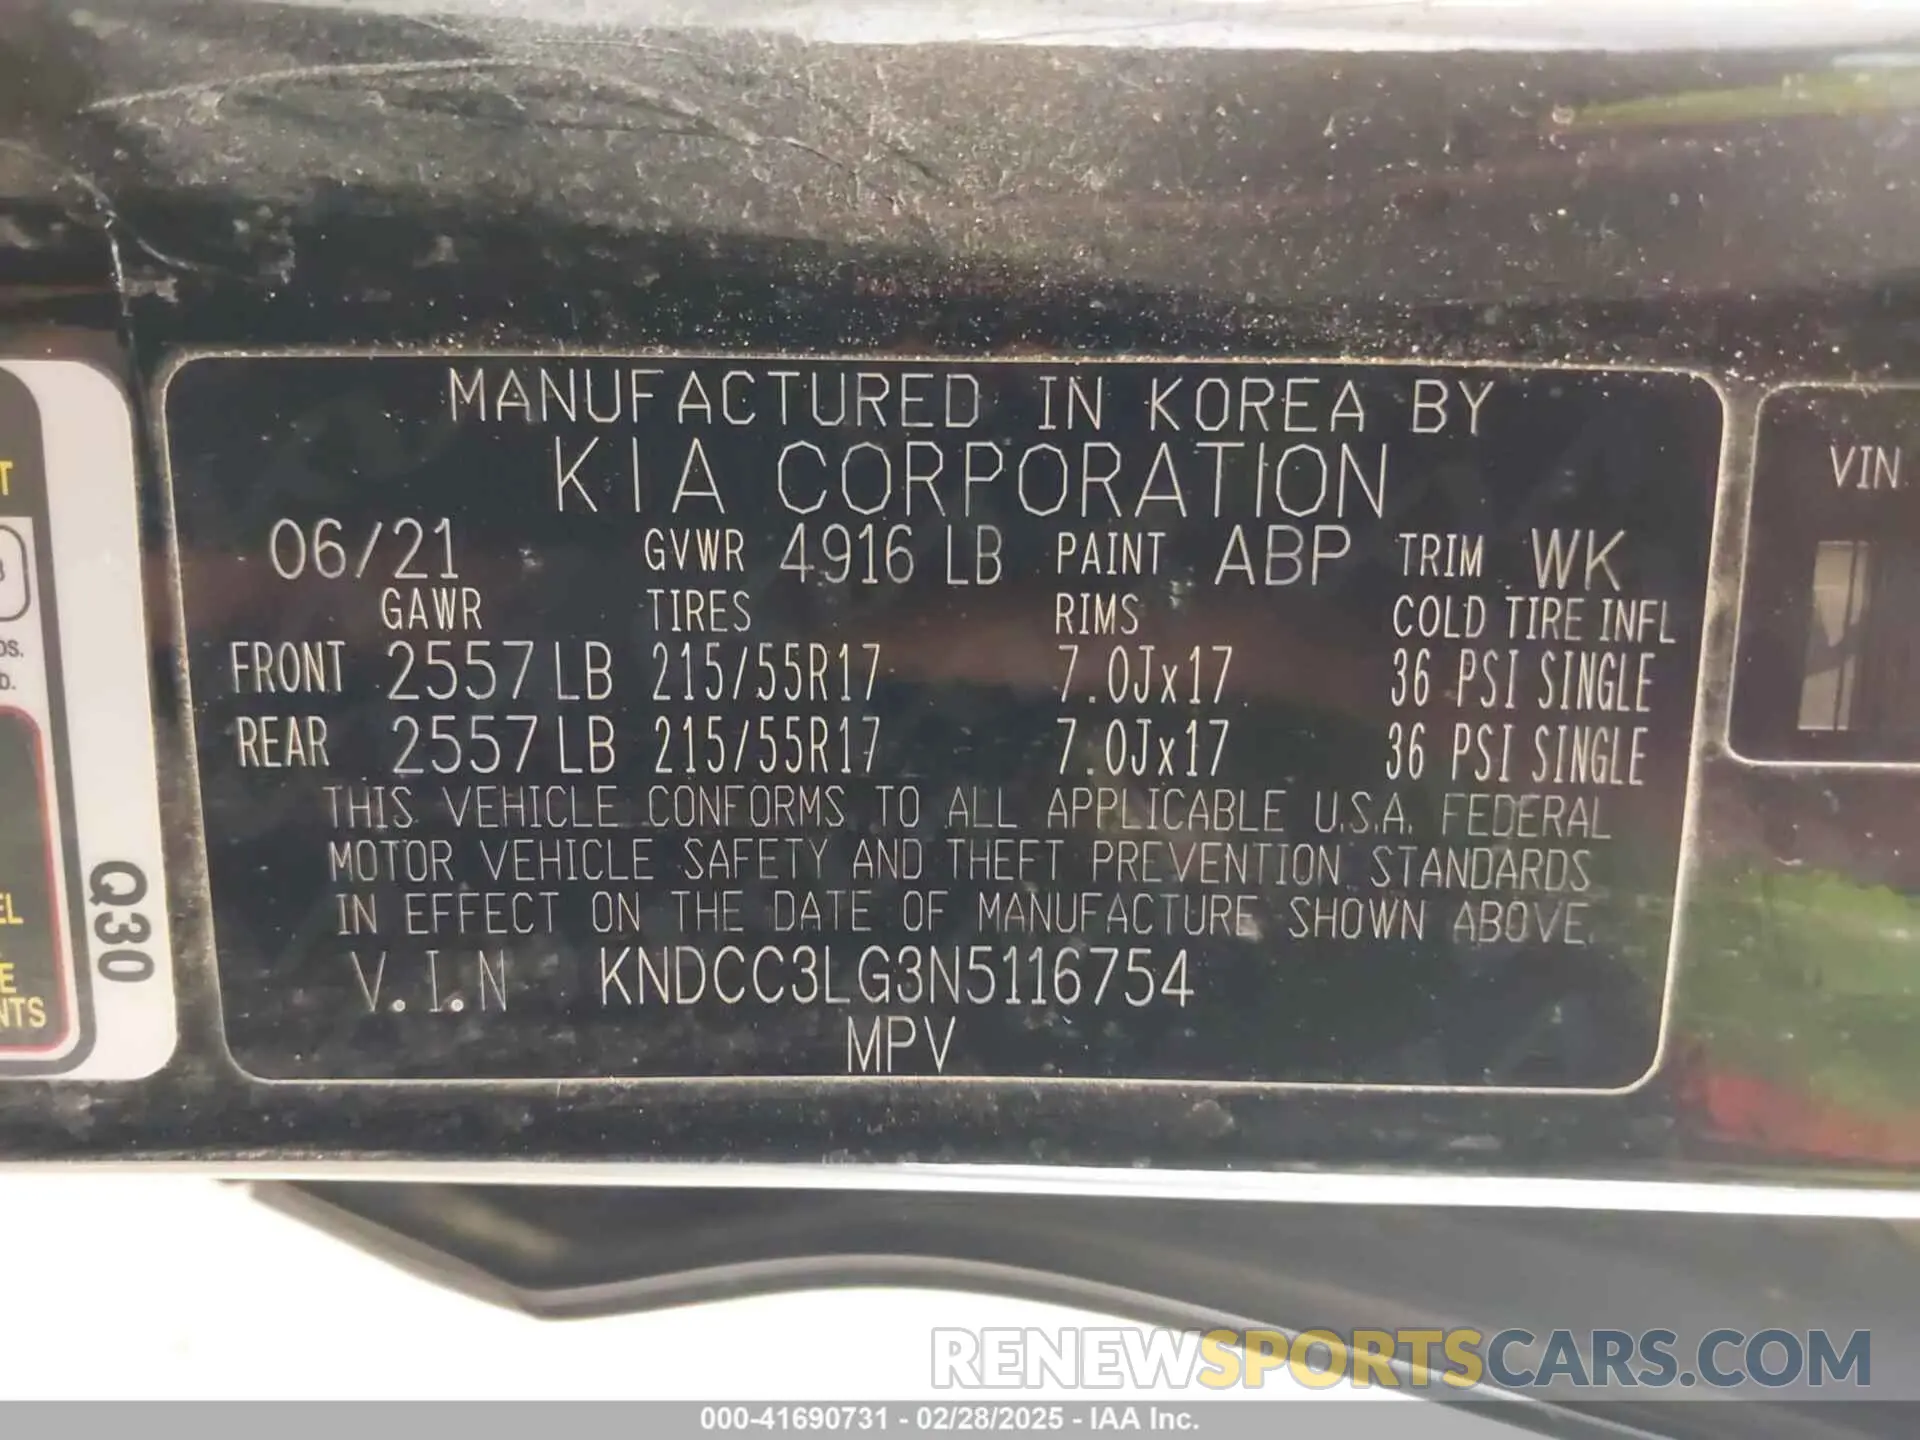 MANUFACTURED IN KOREA BY
KIA CORPORATION
06/21 GVWR 4916 LB PAINT ABP TRIM WK
GAWR TIRES RIMS COLD TIRE INFL
FRONT 2557 LB 215/55R17 7.0Jx17 36 PSI SINGLE
REAR 2557 LB 215/55R17 7.0Jx17 36 PSI SINGLE
THIS VEHICLE CONFORMS TO ALL APPLICABLE U.S.A. FEDERAL
MOTOR VEHICLE SAFETY AND THEFT PREVENTION STANDARDS
IN EFFECT ON THE DATE OF MANUFACTURE SHOWN ABOVE.
V.I.N KNDCC3LG3N5116754
MPV
Q30
VIN
RENEWSPORTSCARS.COM
000-41690731 - 02/28/2025 - IAA Inc.